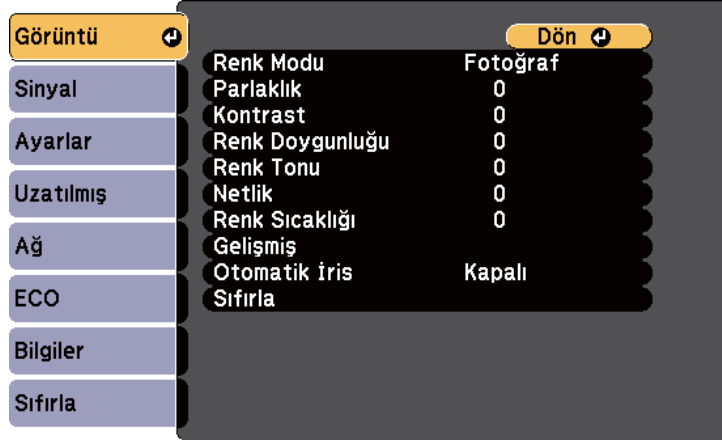 Görüntü
Sinyal
Ayarlar
Uzatılmış
Ağ
ECO
Bilgiler
Sıfırla
Dön
Renk Modu Fotoğraf
Parlaklık 0
Kontrast 0
Renk Doygunluğu 0
Renk Tonu 0
Netlik 0
Renk Sıcaklığı 0
Gelişmiş
Otomatik İris Kapalı
Sıfırla